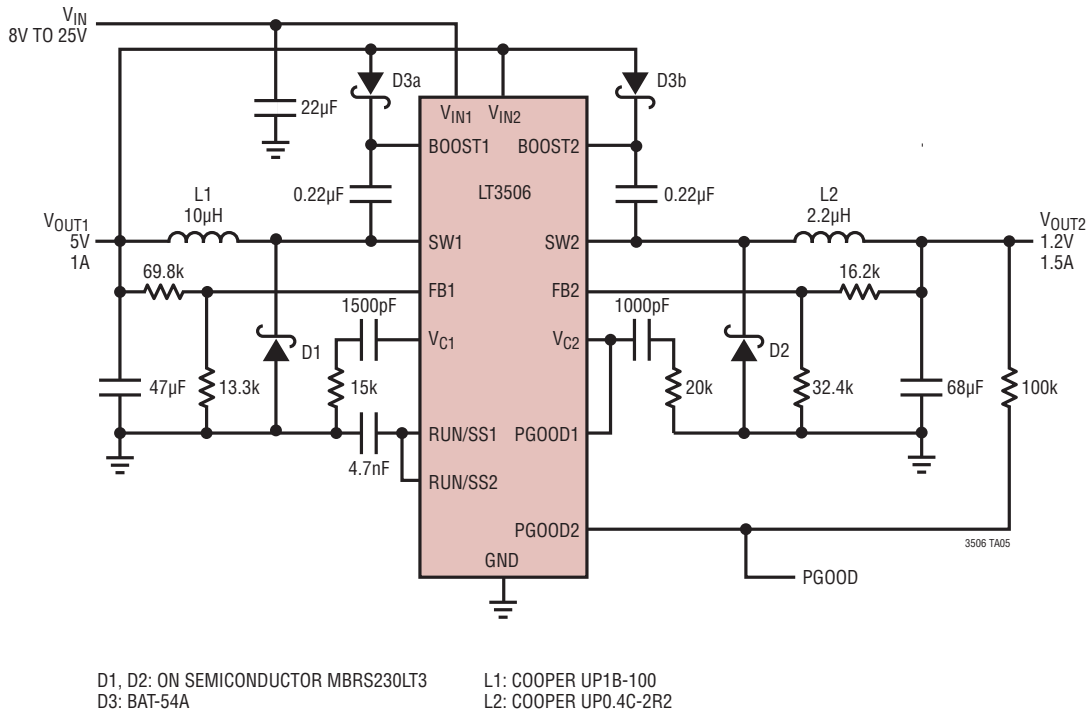 VIN
8V TO 25V
D3a
D3b
22µF
VIN1 VIN2
BOOST1
BOOST2
LT3506
L1
10µH
0.22µF
0.22µF
L2
2.2µH
VOUT1
5V
1A
SW1
SW2
VOUT2
1.2V
1.5A
69.8k
FB1
FB2
16.2k
1500pF
1000pF
VC1
VC2
D1
D2
47µF
13.3k
15k
20k
32.4k
68µF
100k
RUN/SS1
PGOOD1
4.7nF
RUN/SS2
PGOOD2
3506 TA05
GND
PGOOD
D1, D2: ON SEMICONDUCTOR MBRS230LT3
D3: BAT-54A
L1: COOPER UP1B-100
L2: COOPER UP0.4C-2R2